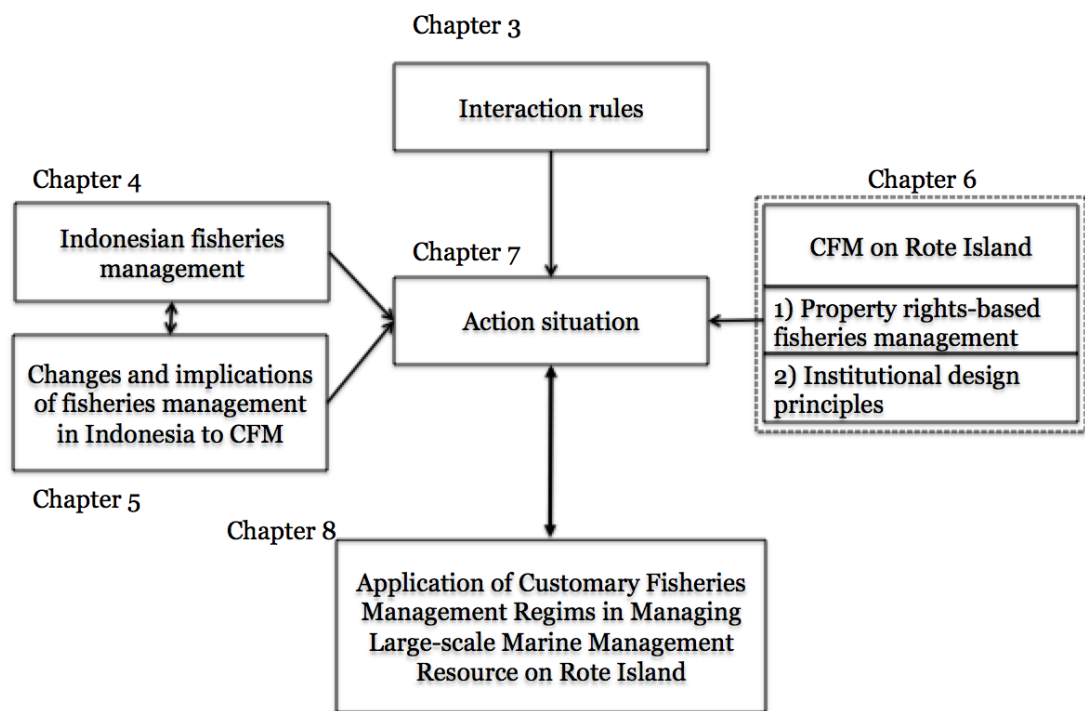 Chapter 3
Interaction rules
Chapter 4
Indonesian fisheries
management
Changes and implications
of fisheries management
in Indonesia to CFM
Chapter 5
Chapter 7
Action situation
Chapter 6
CFM on Rote Island
1) Property rights-based
fisheries management
2) Institutional design
principles
Chapter 8
Application of Customary Fisheries
Management Regims in Managing
Large-scale Marine Management
Resource on Rote Island